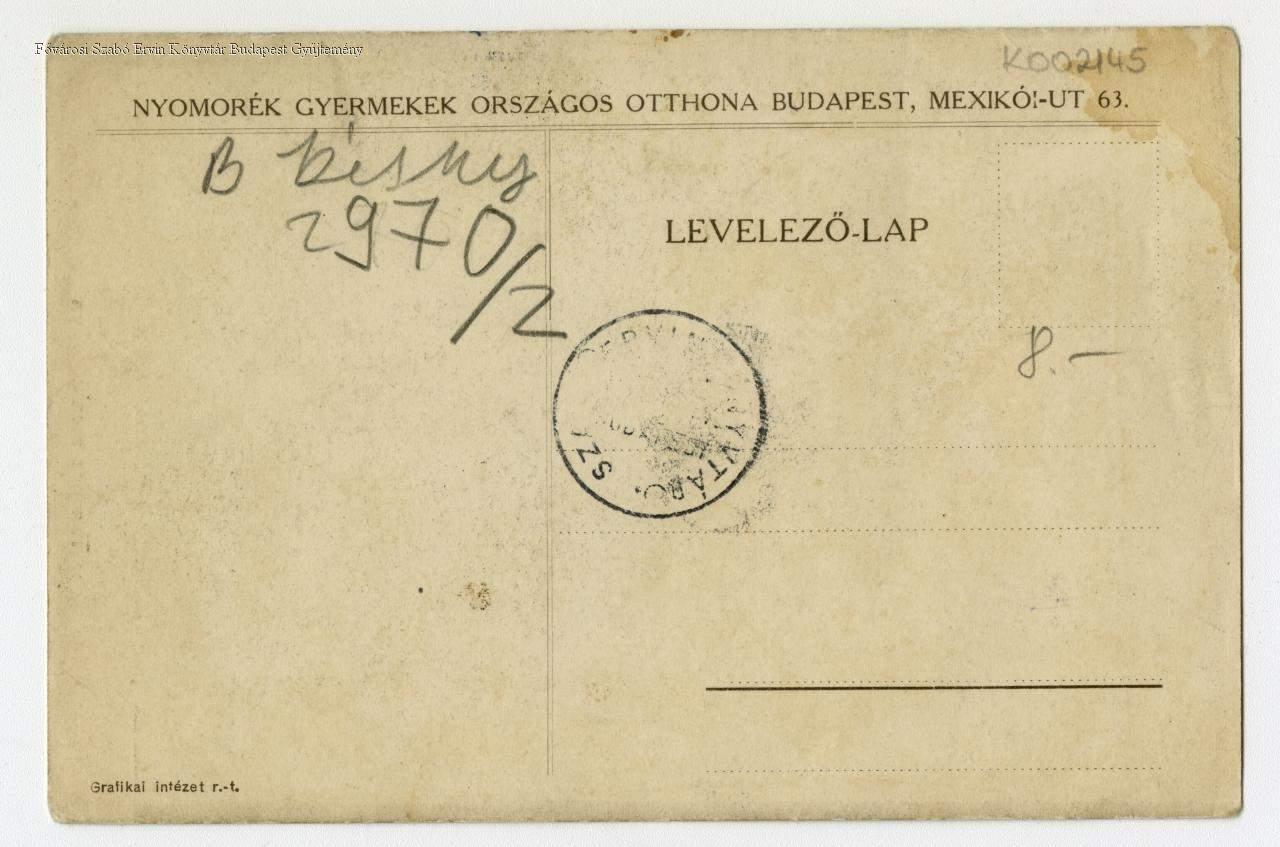 Fővárosi Szabó Ervin Könyvtár Budapest Gyűjtemény
K002145
NYOMORÉK GYERMEKEK ORSZÁGOS OTTHONA BUDAPEST, MEXIKÓI-UT 63.
B
2970/2
LEVELEZŐ-LAP
8.–
ERVIN
Grafikai intézet r.-t.